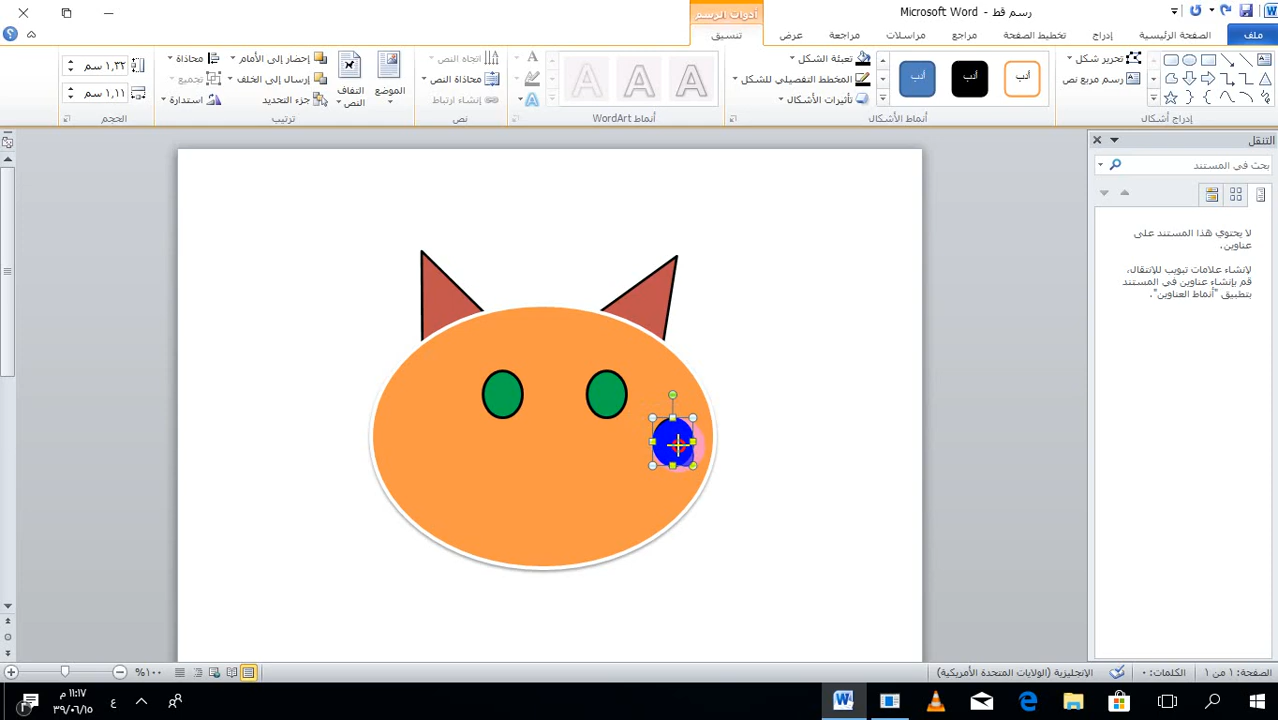 رسم قط - Microsoft Word
أدوات الرسم
ملف
الصفحة الرئيسية
إدراج
تخطيط الصفحة
مراجع
مراسلات
مراجعة
عرض
تنسيق
تحرير شكل
رسم مربع نص
إدراج أشكال
أنب
أنب
أنب
تعبئة الشكل
المخطط التفصيلي للشكل
تأثيرات الأشكال
أنماط الأشكال
أنماط WordArt
اتجاه النص
محاذاة النص
إنشاء ارتباط
نص
الموضع
التفاف النص
إحضار إلى الأمام
إرسال إلى الخلف
جزء التحديد
محاذاة
تجميع
استدارة
ترتيب
١,٣٢ سم
١,١١ سم
الحجم
التنقل
بحث في المستند
لا يحتوي هذا المستند على
عناوين.
لإنشاء علامات تبويب للانتقال،
قم بإنشاء عناوين في المستند
بتطبيق "أنماط العناوين".
الصفحة: ١ من ١
الكلمات: ٠
الإنجليزية (الولايات المتحدة الأمريكية)
١٠٠%
١١:١٧ م
٣٩/٠٦/١٥
ع